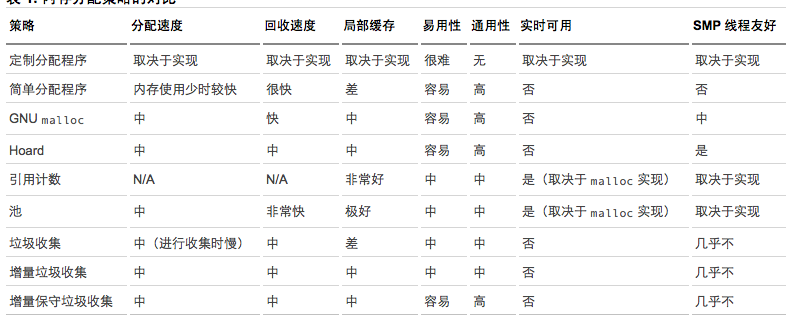 表 1. 内存分配策略的对比
策略 分配速度 回收速度 局部缓存 易用性 通用性 实时可用 SMP 线程友好
定制分配程序 取决于实现 取决于实现 取决于实现 很难 无 取决于实现 取决于实现
简单分配程序 内存使用少时较快 很快 差 容易 高 否 否
GNU malloc 中 快 中 容易 高 否 中
Hoard 中 中 中 容易 高 否 是
引用计数 N/A N/A 非常好 中 中 是（取决于 malloc 实现） 取决于实现
池 中 非常快 极好 中 中 是（取决于 malloc 实现） 取决于实现
垃圾收集 中（进行收集时慢） 中 差 中 中 否 几乎不
增量垃圾收集 中 中 中 中 中 否 几乎不
增量保守垃圾收集 中 中 中 容易 高 否 几乎不